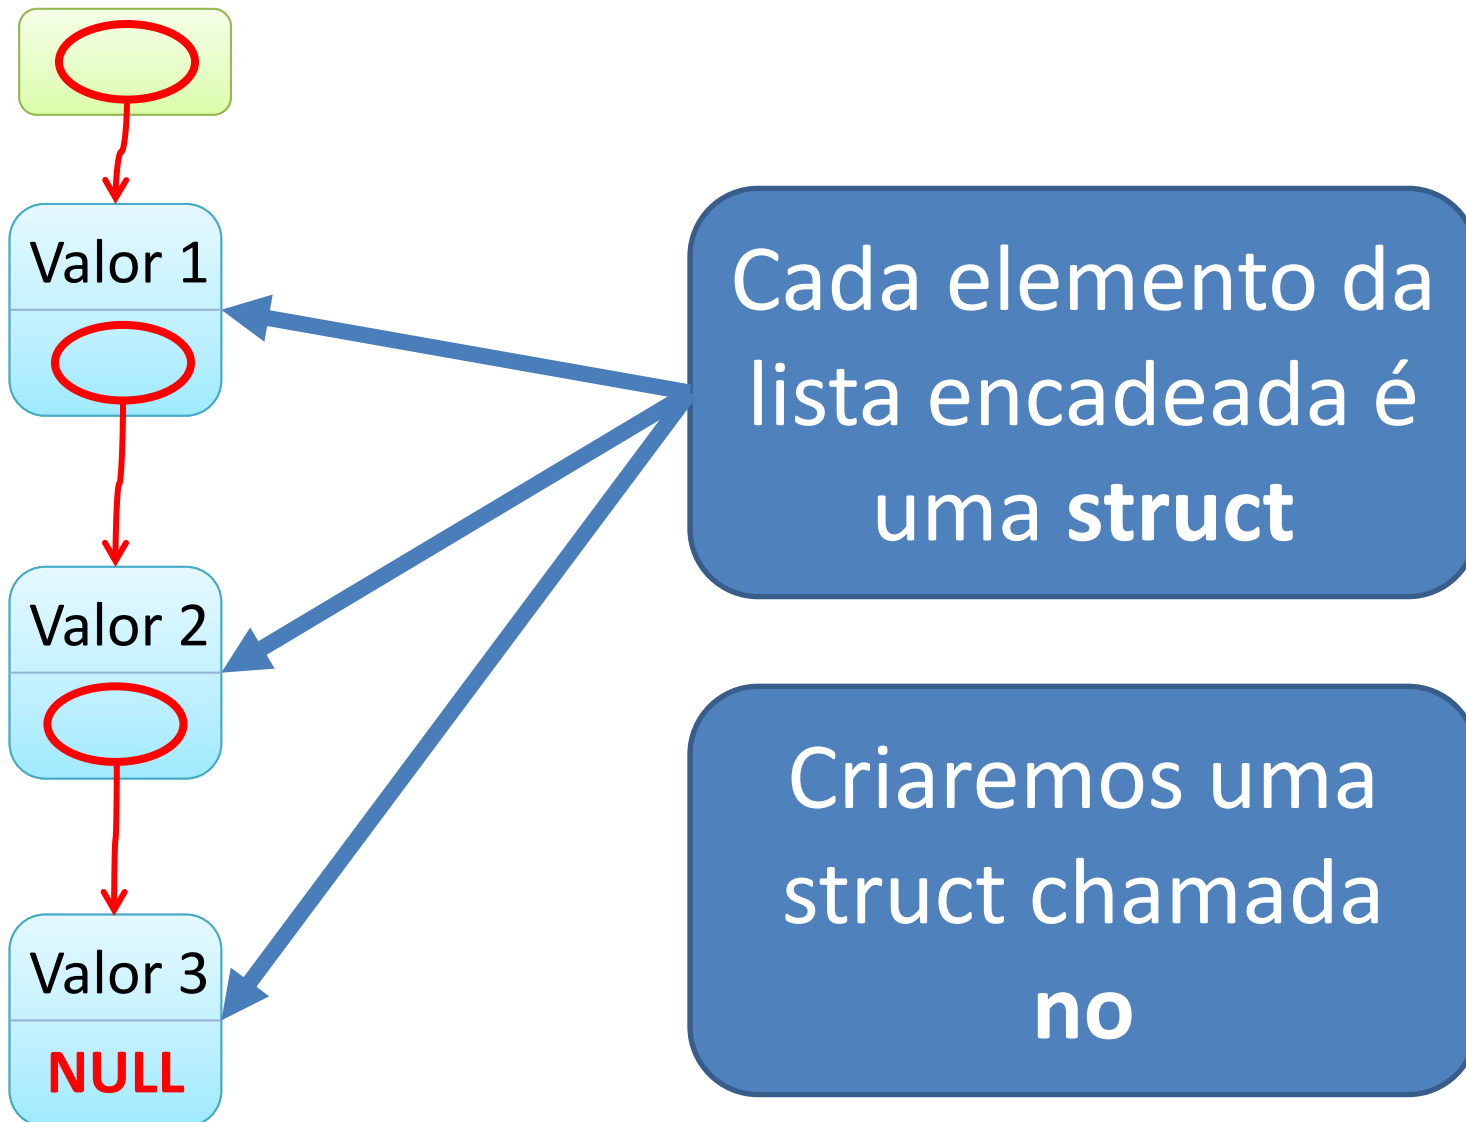 Valor 1
Valor 2
Valor 3
NULL
Cada elemento da
lista encadeada é
uma struct
Criaremos uma
struct chamada
no